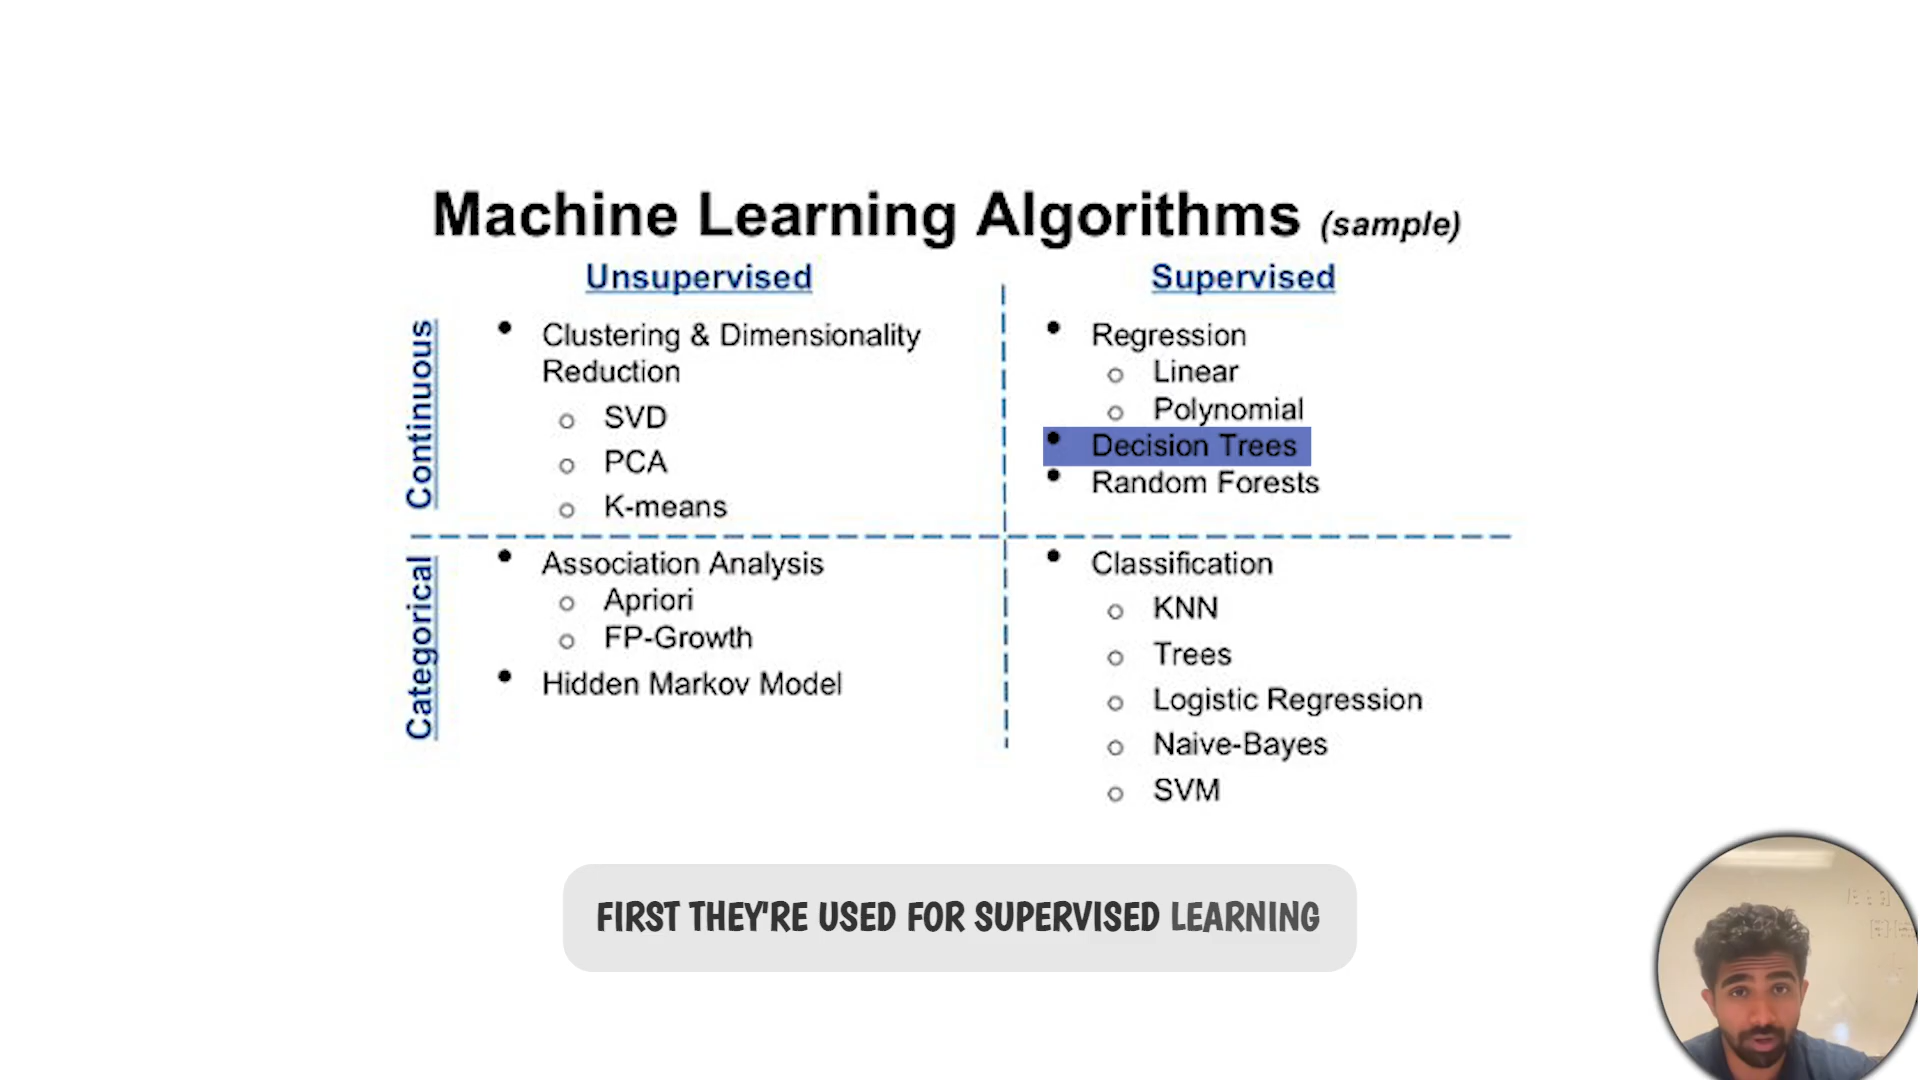 Machine Learning Algorithms (sample)
Unsupervised
Supervised
Continuous
Clustering & Dimensionality
Reduction
SVD
PCA
K-means
Regression
Linear
Polynomial
Decision Trees
Random Forests
Categorical
Association Analysis
Apriori
FP-Growth
Hidden Markov Model
Classification
KNN
Trees
Logistic Regression
Naive-Bayes
SVM
FIRST THEY'RE USED FOR SUPERVISED LEARNING